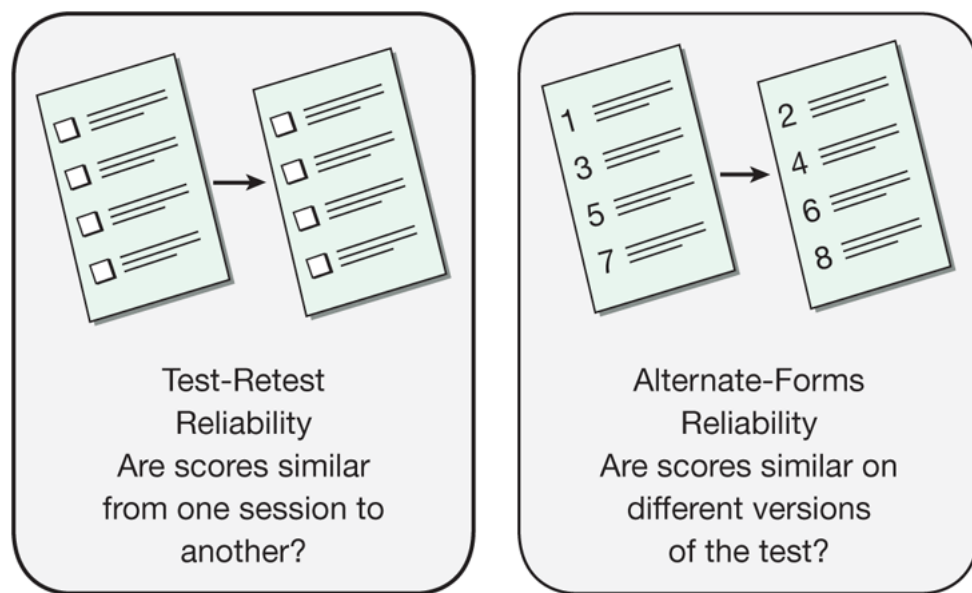 1
3
5
7
2
4
6
8
Test-Retest
Reliability
Are scores similar
from one session to
another?
Alternate-Forms
Reliability
Are scores similar on
different versions
of the test?